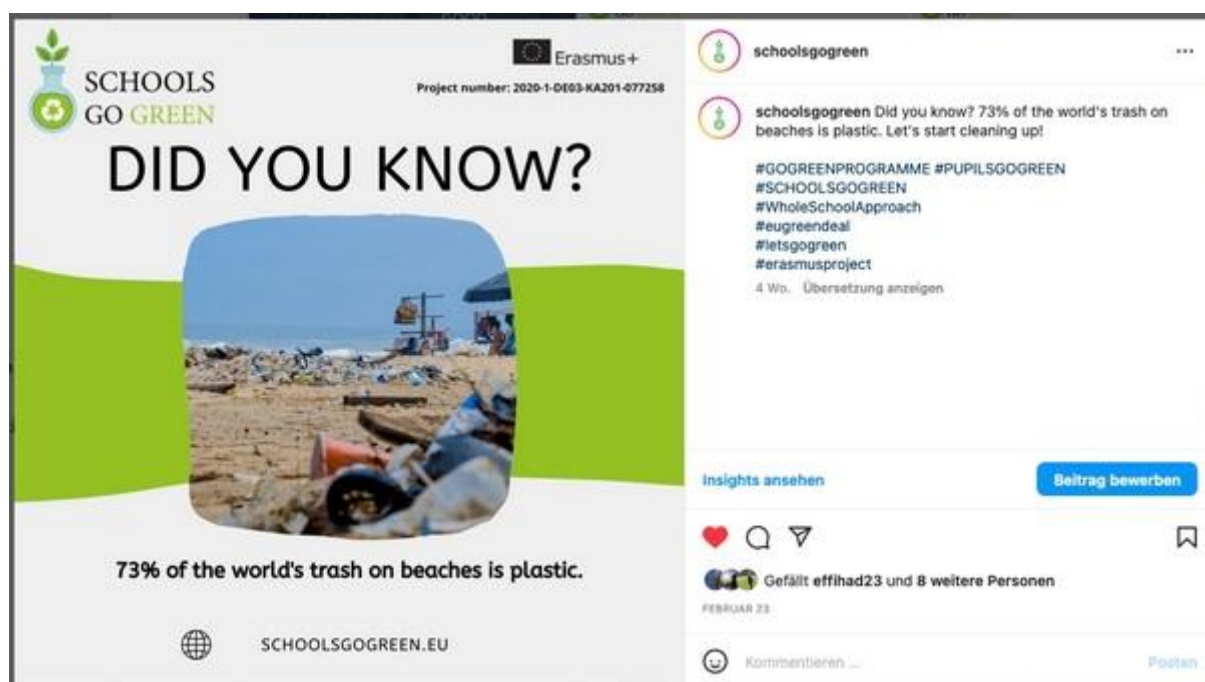 SCHOOLS
GO GREEN
Erasmus+
Project number: 2020-1-DE03-KA201-077258
DID YOU KNOW?
73% of the world's trash on beaches is plastic.
SCHOOLSGOGREEN.EU
schoolsgogreen
schoolsgogreen Did you know? 73% of the world's trash on
beaches is plastic. Let's start cleaning up!
#GOGREENPROGRAMME #PUPILSGOGREEN
#SCHOOLSGOGREEN
#WholeSchoolApproach
#eugreendeal
#letsgogreen
#erasmusproject
4 Wo. Übersetzung anzeigen
Insights ansehen
Beitrag bewerben
Gefällt effihad23 und 8 weitere Personen
FEBRUAR 23
Kommentieren ...
Posten